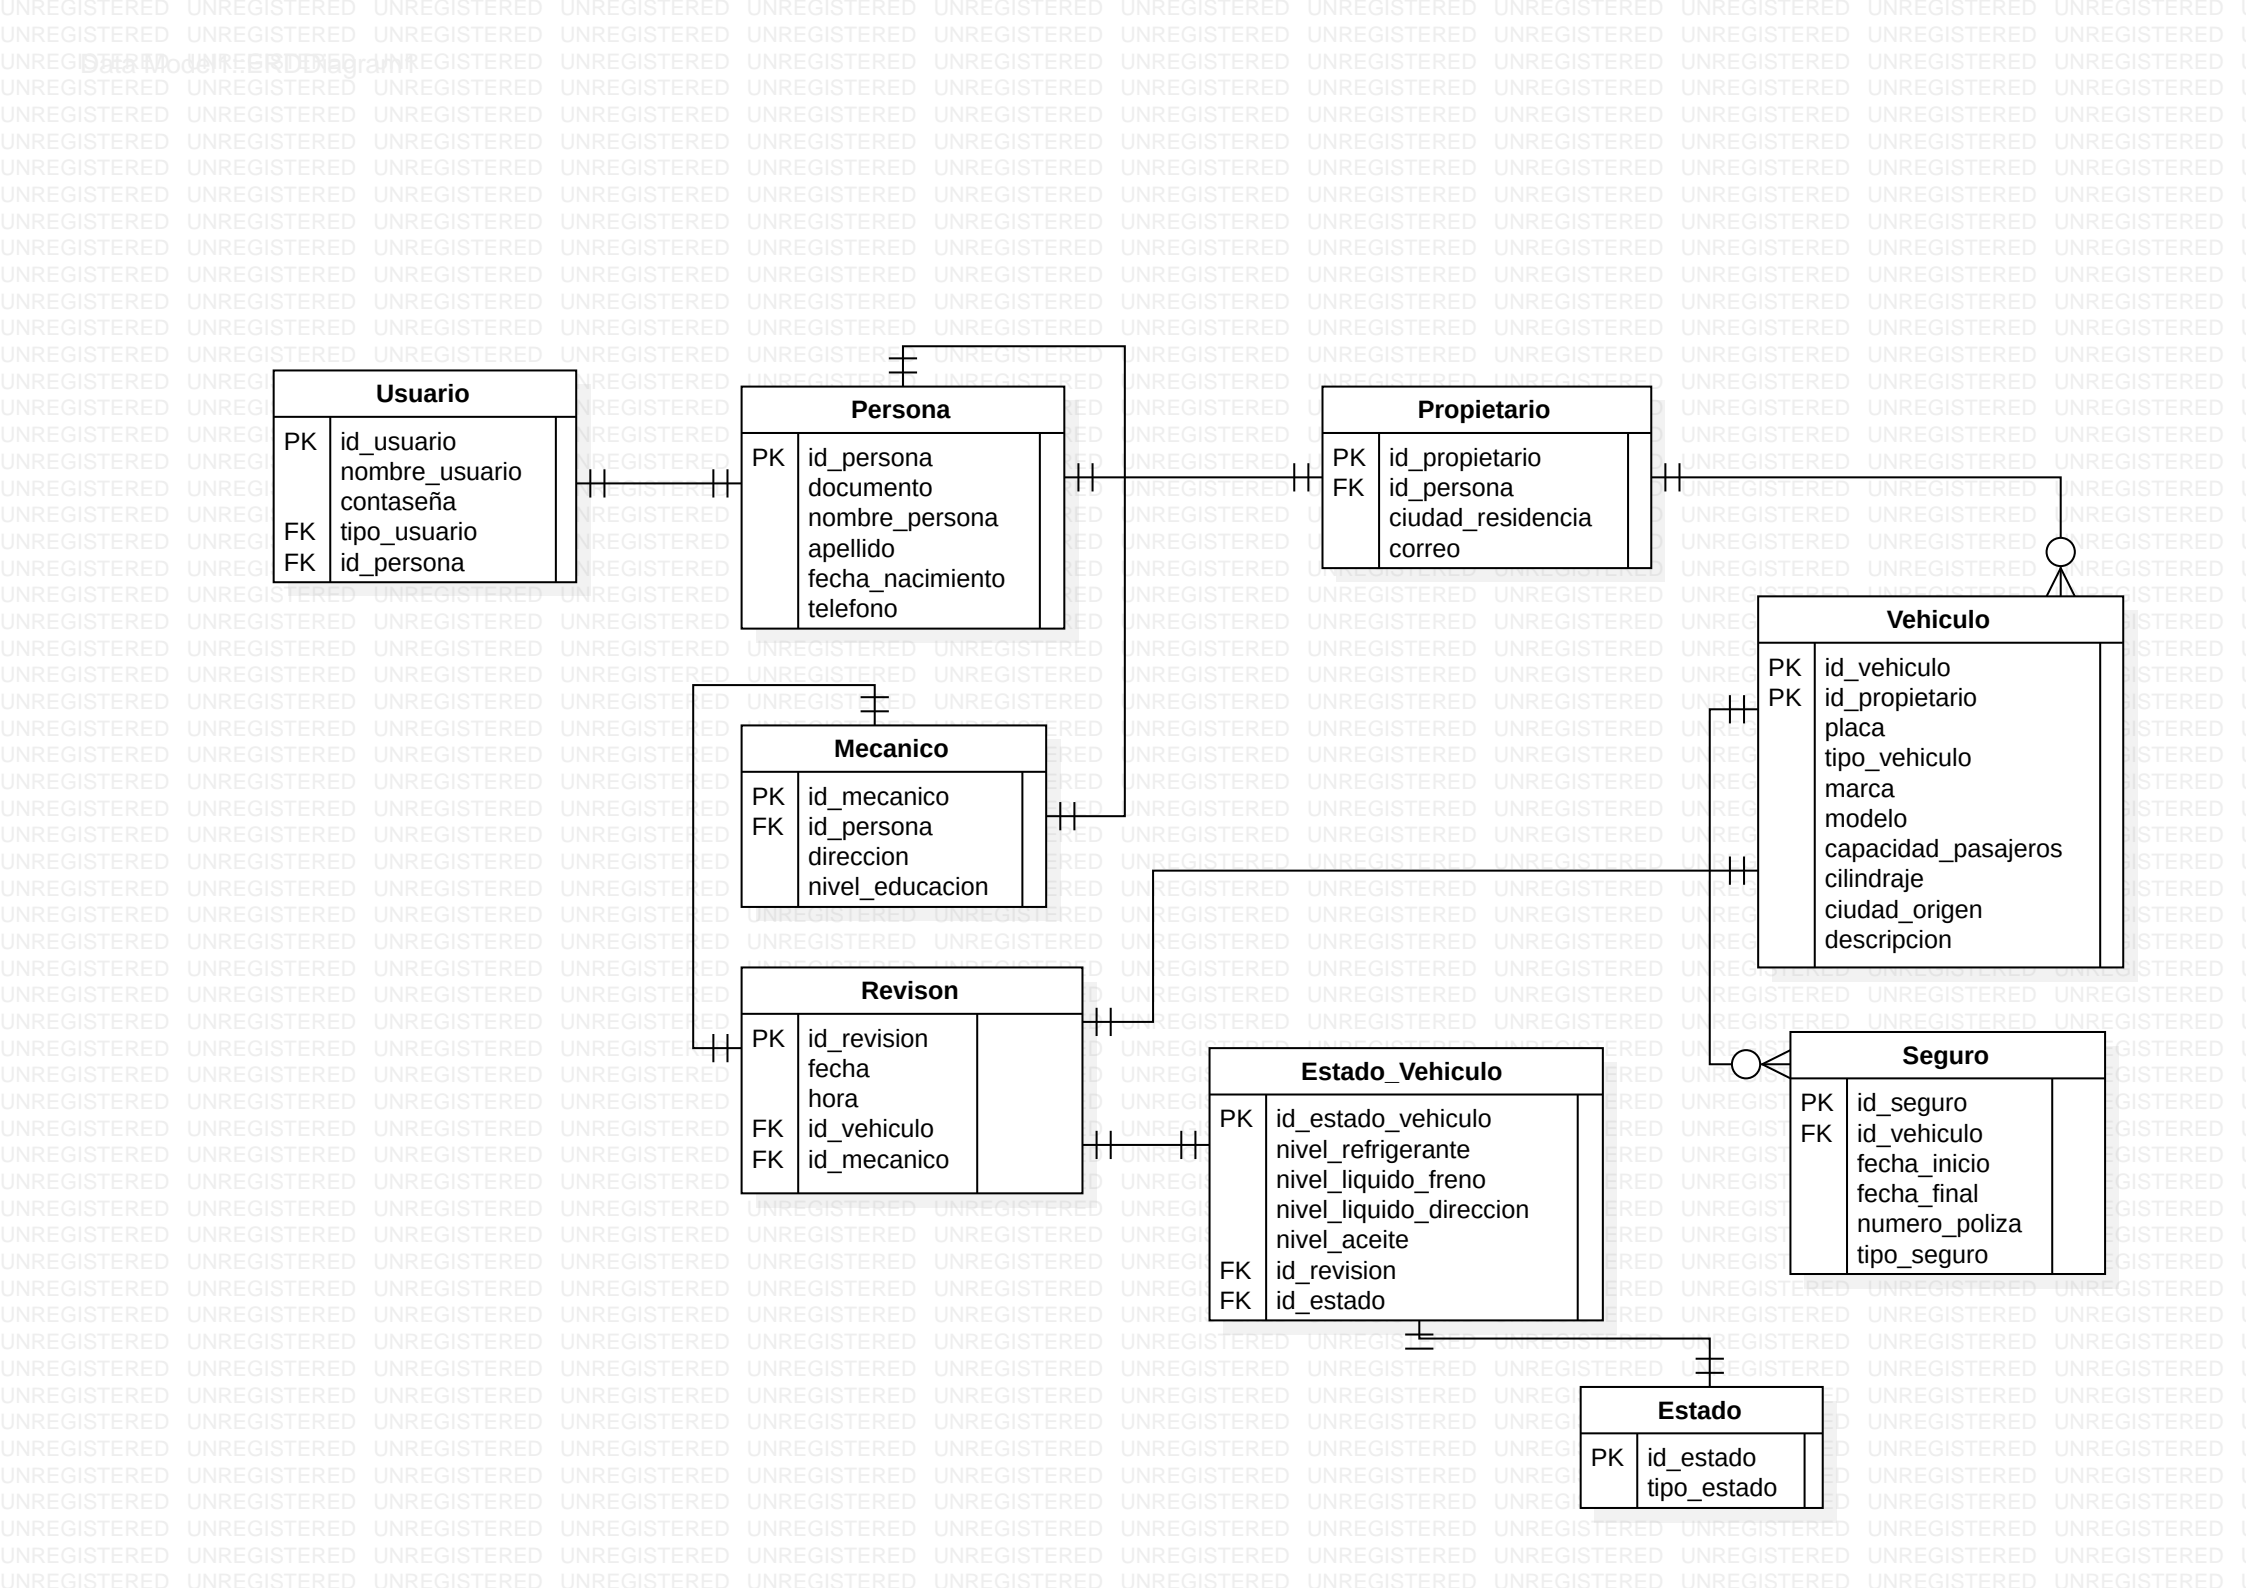 Data Model1::ERDDiagram1
Usuario
PK id_usuario
nombre_usuario
contaseña
FK tipo_usuario
FK id_persona
Persona
PK id_persona
documento
nombre_persona
apellido
fecha_nacimiento
telefono
Propietario
PK id_propietario
FK id_persona
ciudad_residencia
correo
Vehiculo
PK id_vehiculo
PK id_propietario
placa
tipo_vehiculo
marca
modelo
capacidad_pasajeros
cilindraje
ciudad_origen
descripcion
Mecanico
PK id_mecanico
FK id_persona
direccion
nivel_educacion
Revison
PK id_revision
fecha
hora
FK id_vehiculo
FK id_mecanico
Estado_Vehiculo
PK id_estado_vehiculo
nivel_refrigerante
nivel_liquido_freno
nivel_liquido_direccion
nivel_aceite
FK id_revision
FK id_estado
Seguro
PK id_seguro
FK id_vehiculo
fecha_inicio
fecha_final
numero_poliza
tipo_seguro
Estado
PK id_estado
tipo_estado
UNREGISTERED